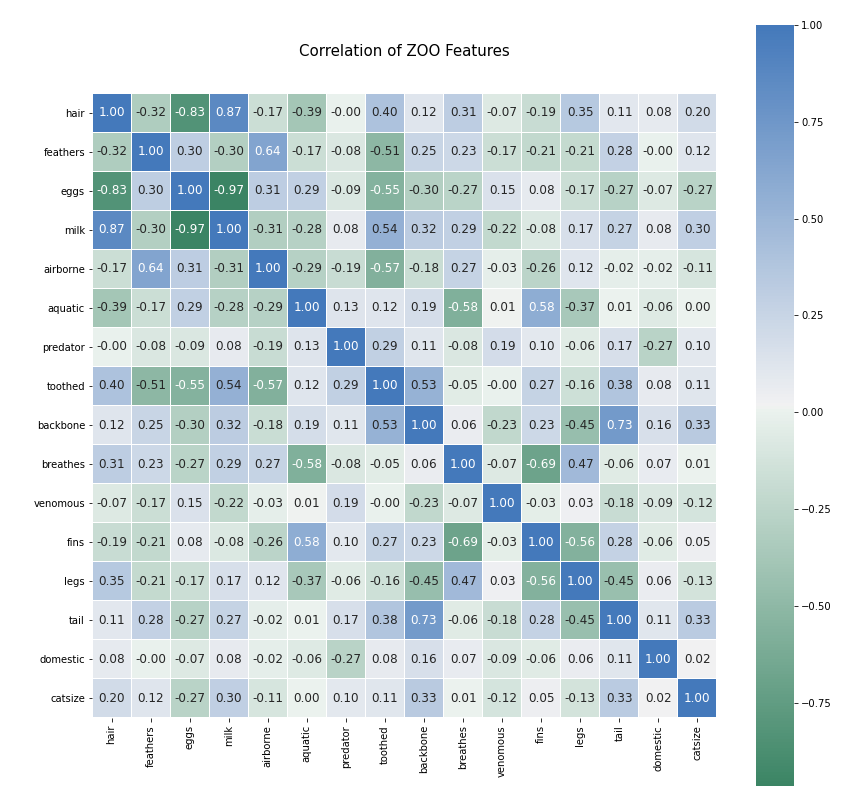 Correlation of ZOO Features
1.00
hair 1.00 -0.32 -0.83 0.87 -0.17 -0.39 -0.00 0.40 0.12 0.31 -0.07 -0.19 0.35 0.11 0.08 0.20
0.75
feathers -0.32 1.00 0.30 -0.30 0.64 -0.17 -0.08 -0.51 0.25 0.23 -0.17 -0.21 -0.21 0.28 -0.00 0.12
eggs -0.83 0.30 1.00 -0.97 0.31 0.29 -0.09 -0.55 -0.30 -0.27 0.15 0.08 -0.17 -0.27 -0.07 -0.27
0.50
milk 0.87 -0.30 -0.97 1.00 -0.31 -0.28 0.08 0.54 0.32 0.29 -0.22 -0.08 0.17 0.27 0.08 0.30
airborne -0.17 0.64 0.31 -0.31 1.00 -0.29 -0.19 -0.57 -0.18 0.27 -0.03 -0.26 0.12 -0.02 -0.02 -0.11
aquatic -0.39 -0.17 0.29 -0.28 -0.29 1.00 0.13 0.12 0.19 -0.58 0.01 0.58 -0.37 0.01 -0.06 0.00
0.25
predator -0.00 -0.08 -0.09 0.08 -0.19 0.13 1.00 0.29 0.11 -0.08 0.19 0.10 -0.06 0.17 -0.27 0.10
toothed 0.40 -0.51 -0.55 0.54 -0.57 0.12 0.29 1.00 0.53 -0.05 -0.00 0.27 -0.16 0.38 0.08 0.11
0.00
backbone 0.12 0.25 -0.30 0.32 -0.18 0.19 0.11 0.53 1.00 0.06 -0.23 0.23 -0.45 0.73 0.16 0.33
breathes 0.31 0.23 -0.27 0.29 0.27 -0.58 -0.08 -0.05 0.06 1.00 -0.07 -0.69 0.47 -0.06 0.07 0.01
venomous -0.07 -0.17 0.15 -0.22 -0.03 0.01 0.19 -0.00 -0.23 -0.07 1.00 -0.03 0.03 -0.18 -0.09 -0.12
−0.25
fins -0.19 -0.21 0.08 -0.08 -0.26 0.58 0.10 0.27 0.23 -0.69 -0.03 1.00 -0.56 0.28 -0.06 0.05
legs 0.35 -0.21 -0.17 0.17 0.12 -0.37 -0.06 -0.16 -0.45 0.47 0.03 -0.56 1.00 -0.45 0.06 -0.13
−0.50
tail 0.11 0.28 -0.27 0.27 -0.02 0.01 0.17 0.38 0.73 -0.06 -0.18 0.28 -0.45 1.00 0.11 0.33
domestic 0.08 -0.00 -0.07 0.08 -0.02 -0.06 -0.27 0.08 0.16 0.07 -0.09 -0.06 0.06 0.11 1.00 0.02
catsize 0.20 0.12 -0.27 0.30 -0.11 0.00 0.10 0.11 0.33 0.01 -0.12 0.05 -0.13 0.33 0.02 1.00
−0.75
hair feathers eggs milk airborne aquatic predator toothed backbone breathes venomous fins legs tail domestic catsize